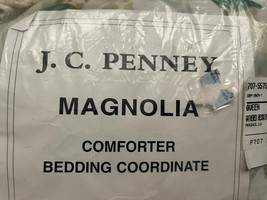 J. C. PENNEY
MAGNOLIA
COMFORTER
BEDDING COORDINATE
QUEEN